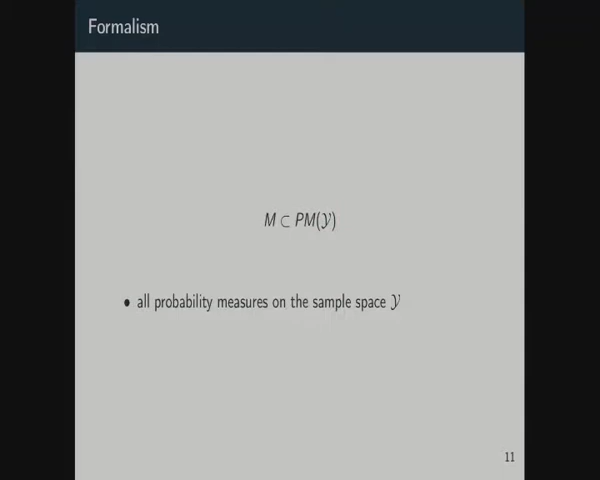 Formalism
M ⊂ PM(𝒴)
• all probability measures on the sample space 𝒴
11